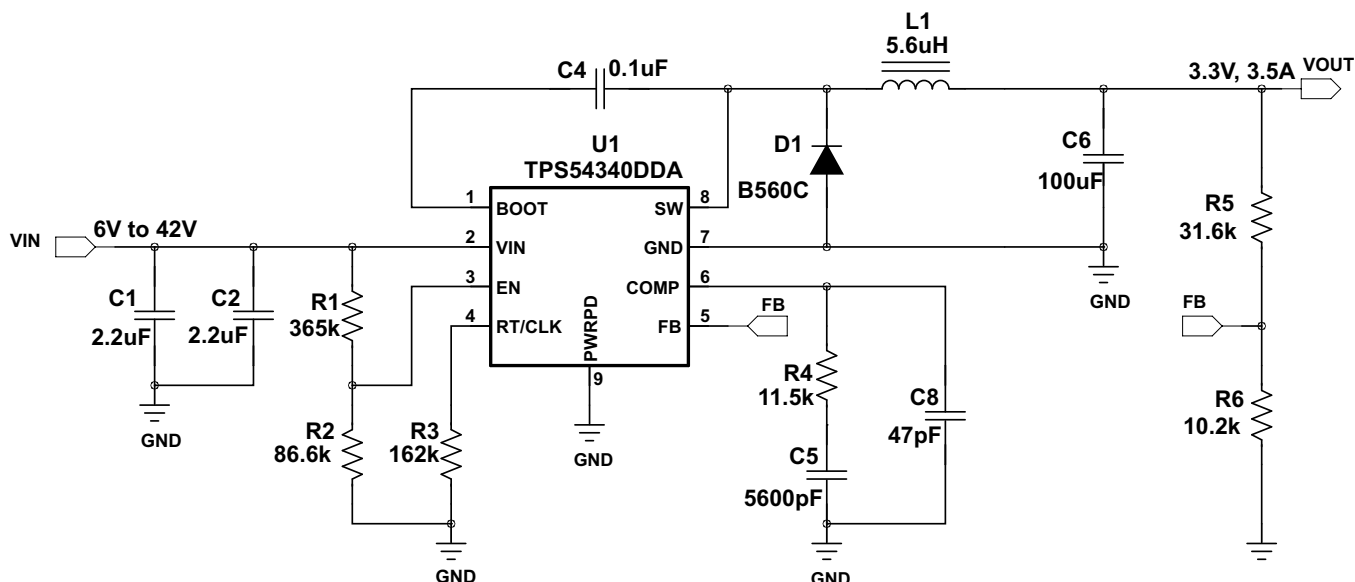 L1
5.6uH
C4
0.1uF
3.3V, 3.5A
VOUT
U1
TPS54340DDA
D1
B560C
C6
100uF
1
BOOT
SW
8
VIN
6V to 42V
2
VIN
GND
7
3
EN
COMP
6
4
RT/CLK
FB
5
FB
PWRPD
9
C1
2.2uF
C2
2.2uF
R1
365k
R5
31.6k
GND
FB
R4
11.5k
C8
47pF
R6
10.2k
GND
R2
86.6k
R3
162k
GND
C5
5600pF
GND
GND